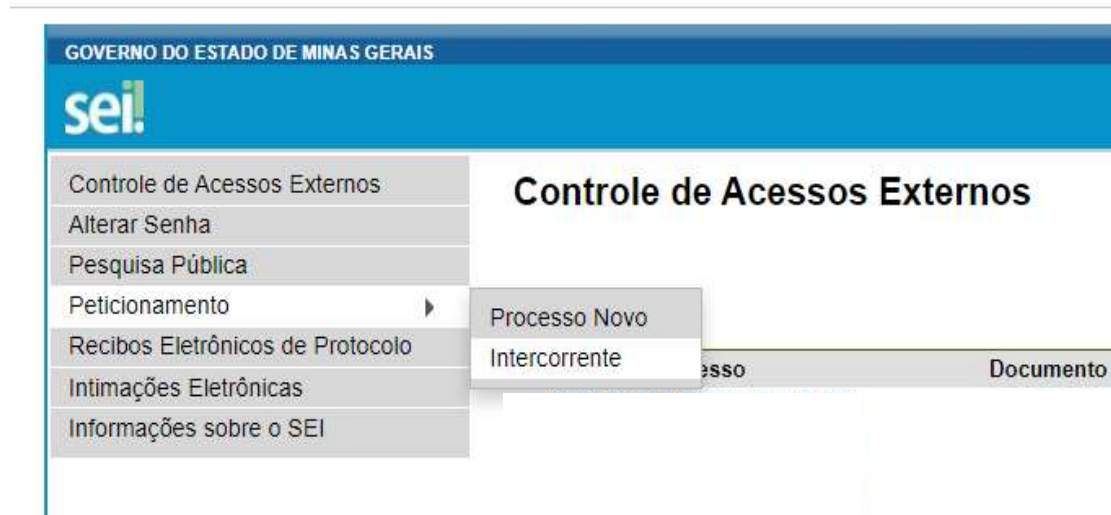 GOVERNO DO ESTADO DE MINAS GERAIS
sei!
Controle de Acessos Externos
Alterar Senha
Pesquisa Pública
Peticionamento
Recibos Eletrônicos de Protocolo
Intimações Eletrônicas
Informações sobre o SEI
Controle de Acessos Externos
Processo Novo
Intercorrente
esso Documento